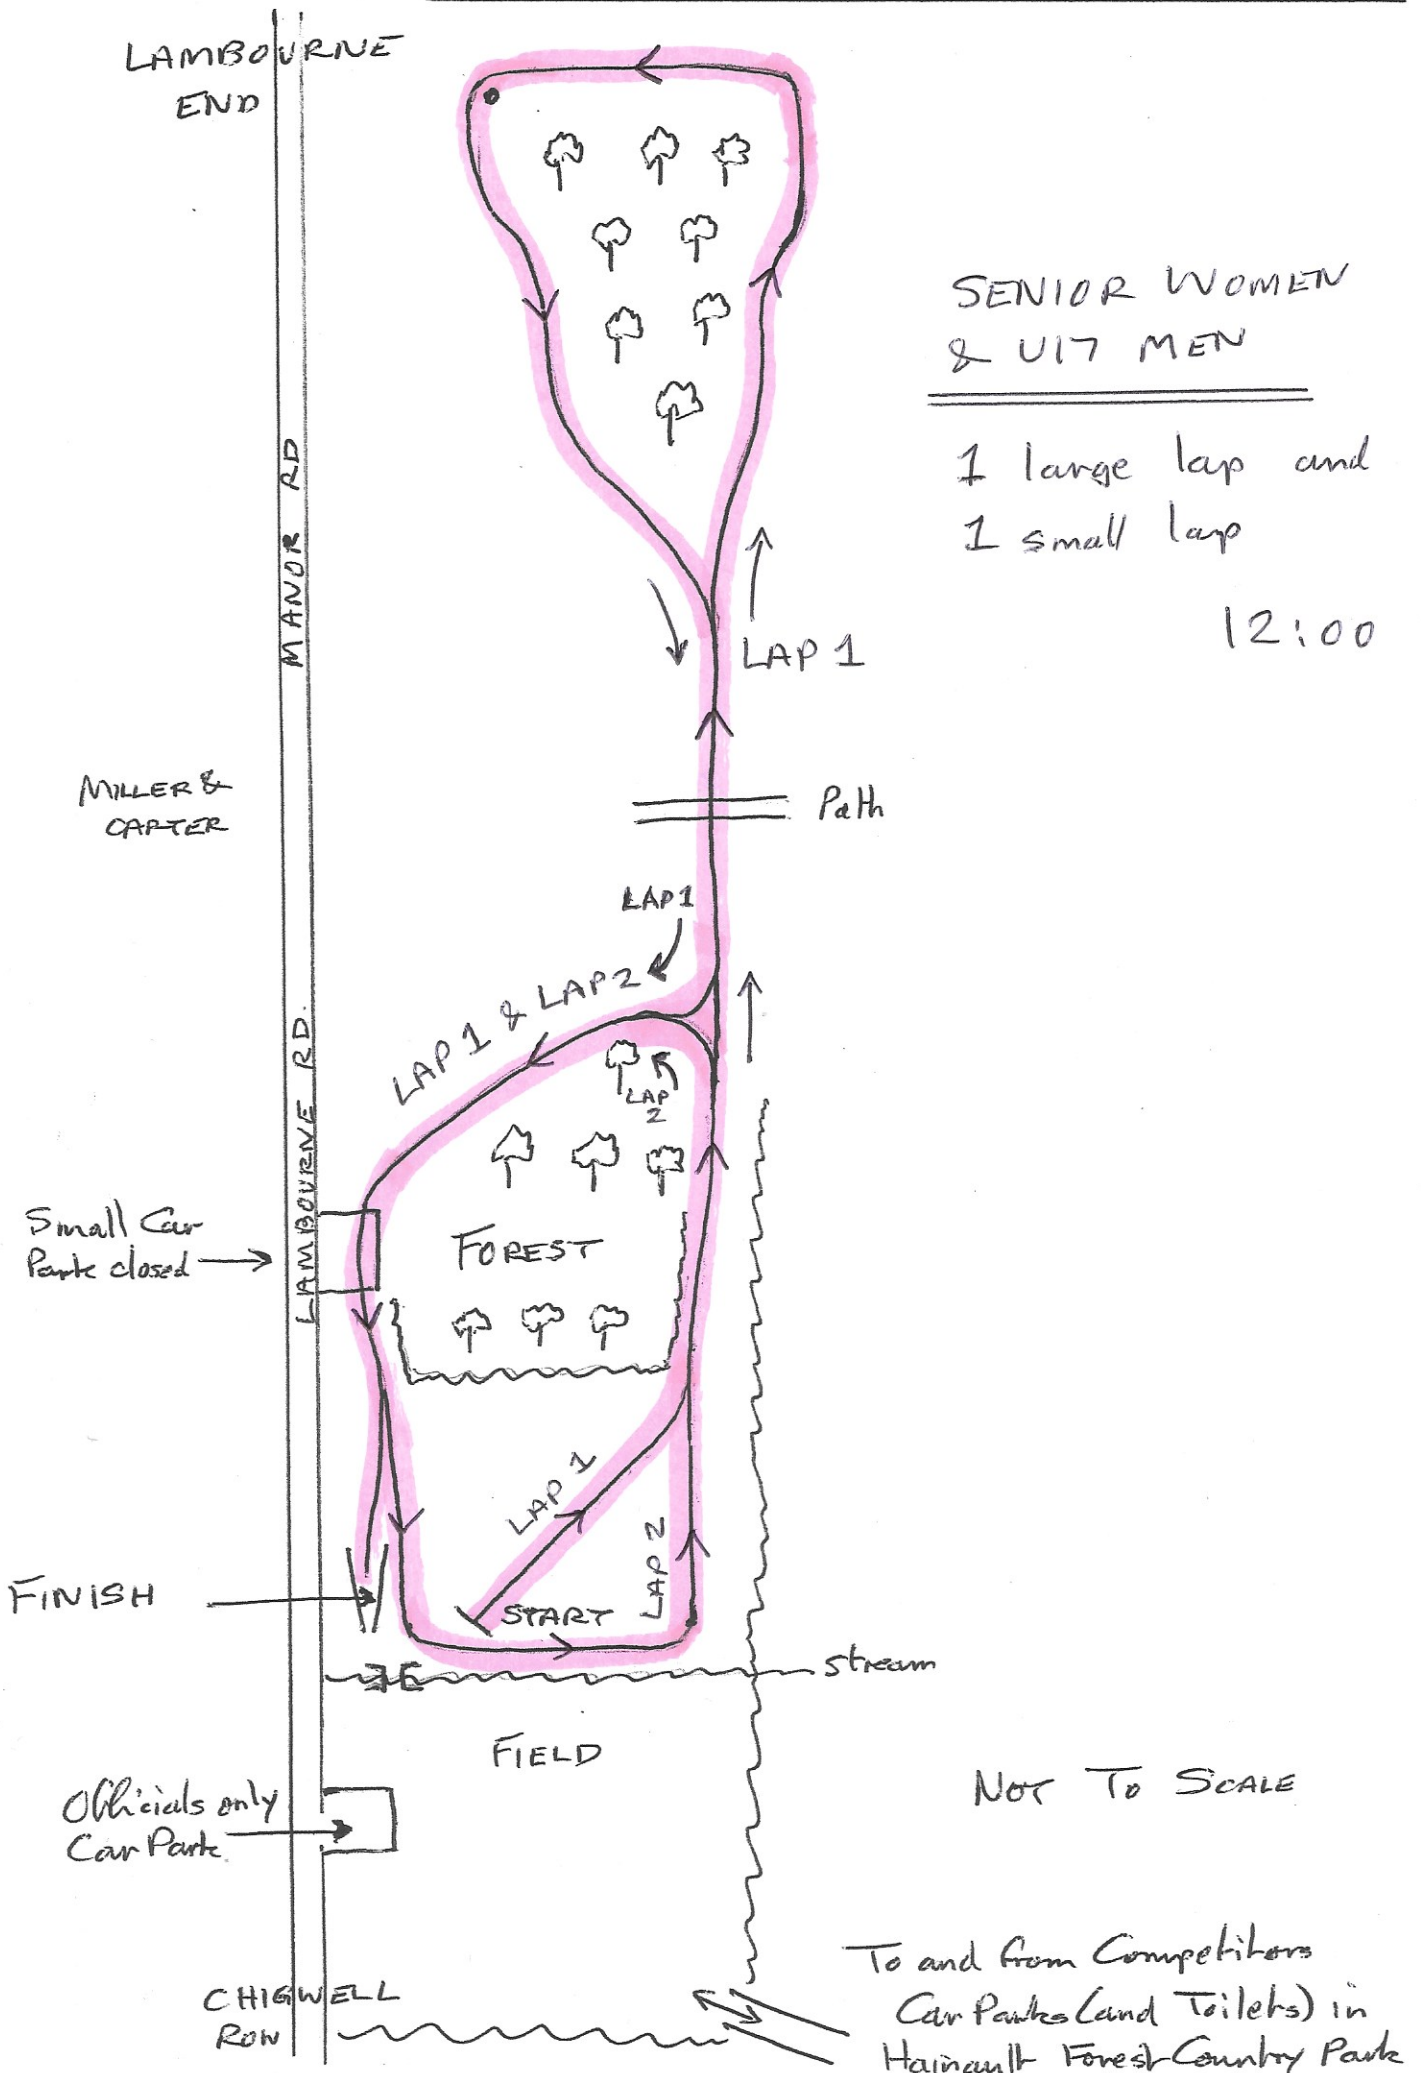 LAMBOURNE
END
SENIOR WOMEN
& U17 MEN
1 large lap and
1 small lap
12:00
MANOR RD
LAP 1
MILLER &
CARTER
Path
LAP 1
LAP 1 & LAP 2
LAP
2
LAMBOURNE RD.
Small Car
Park closed
FOREST
LAP 1
LAP 2
FINISH
START
stream
FIELD
NOT TO SCALE
Officials only
Car Park
To and from Competitors
Car Parks (and Toilets) in
Hainault Forest Country Park
CHIGWELL
ROW